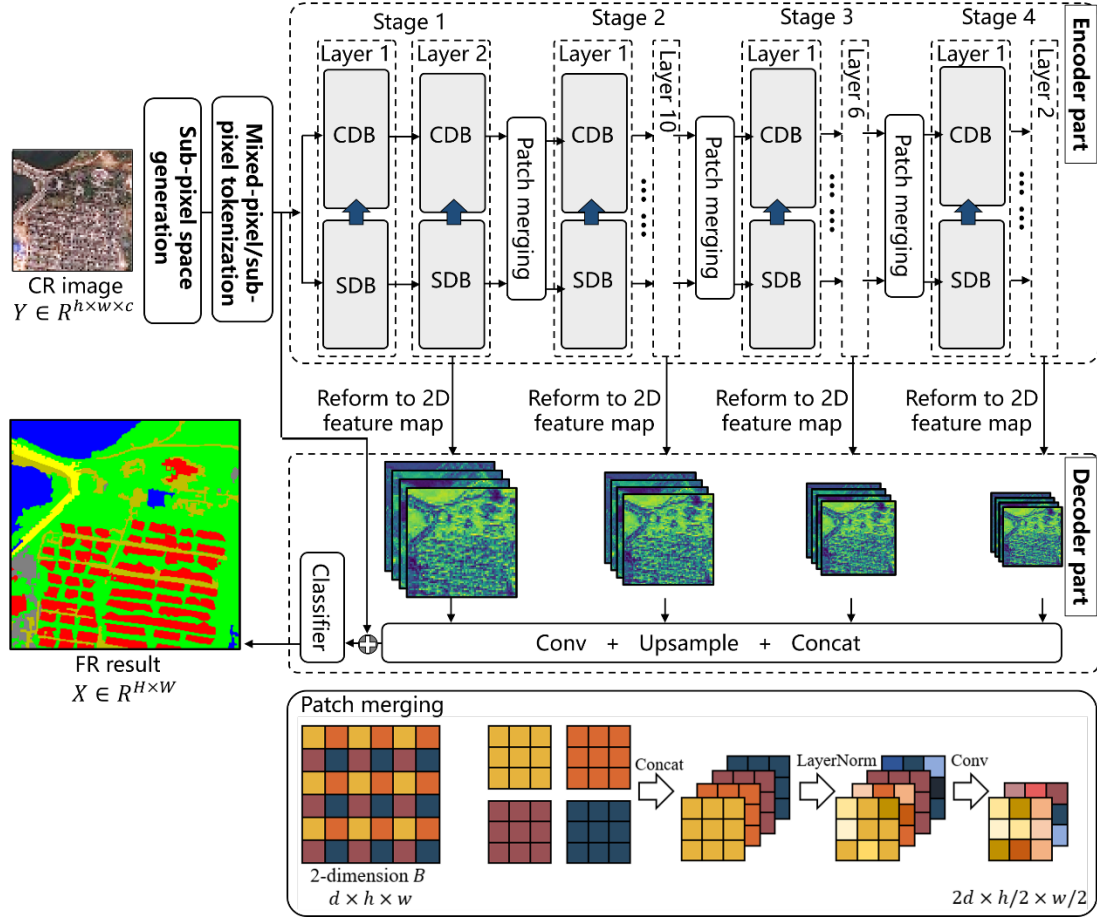 Stage 1
Stage 2
Stage 3
Stage 4
Encoder part
Layer 1
Layer 2
Layer 1
Layer 10
Layer 1
Layer 6
Layer 1
Layer 2
Sub-pixel space
generation
Mixed-pixel/sub-
pixel tokenization
CDB
CDB
Patch merging
CDB
Patch merging
CDB
Patch merging
CDB
SDB
SDB
SDB
SDB
SDB
CR image
Y ∈ R^{h×w×c}
Reform to 2D
feature map
Reform to 2D
feature map
Reform to 2D
feature map
Reform to 2D
feature map
Decoder part
Classifier
Conv + Upsample + Concat
FR result
X ∈ R^{H×W}
Patch merging
Concat
LayerNorm
Conv
2-dimension B
d × h × w
2d × h/2 × w/2